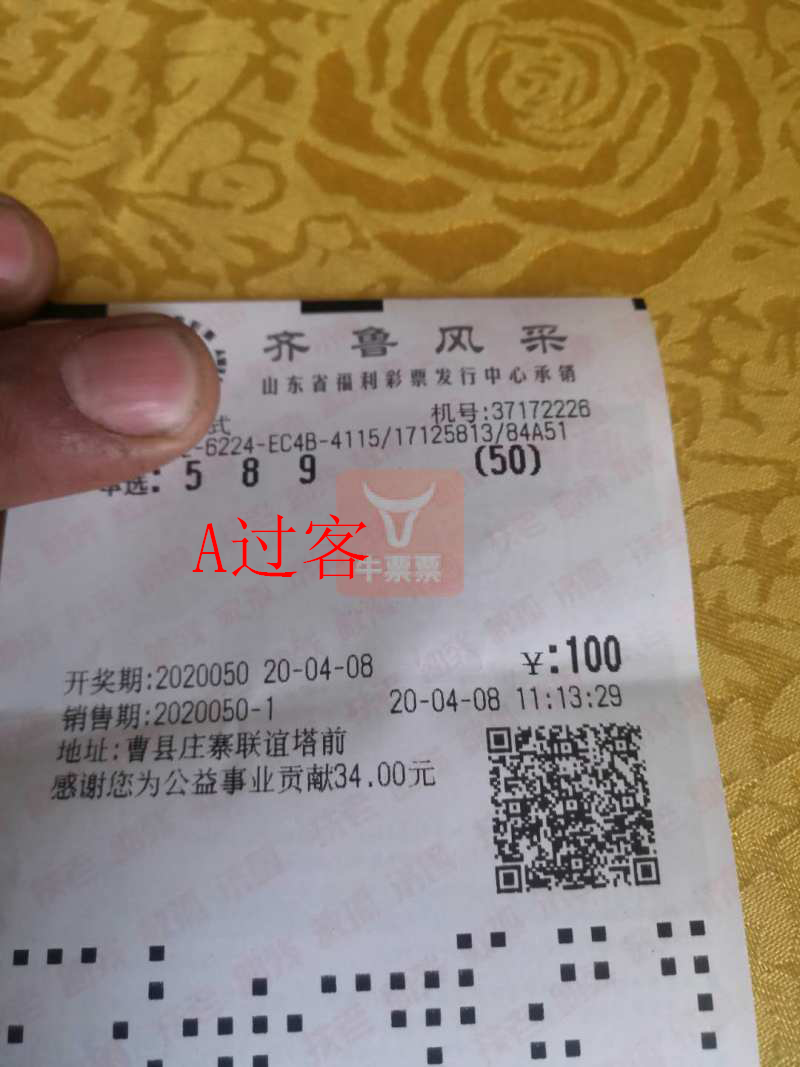 齐鲁风采
山东省福利彩票发行中心承销
式 机号:37172226
-6224-EC4B-4115/17125813/84A51
单选: 5 8 9 (50)
A过客
牛票票
开奖期:2020050 20-04-08 ¥:100
销售期:2020050-1 20-04-08 11:13:29
地址:曹县庄寨联谊塔前
感谢您为公益事业贡献34.00元